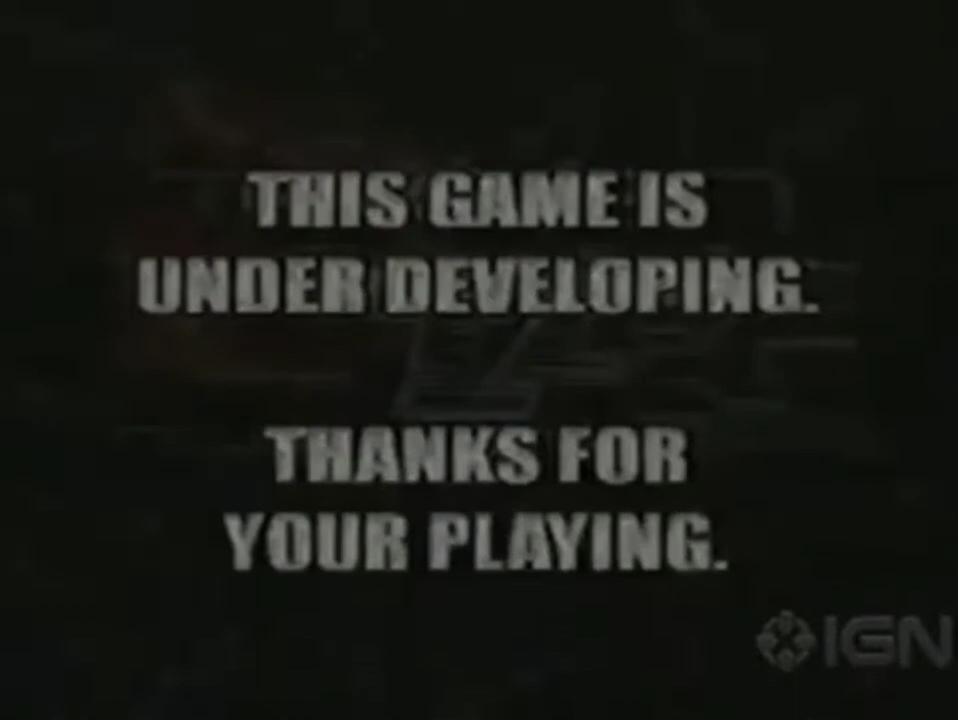 THIS GAME IS
UNDER DEVELOPING.
THANKS FOR
YOUR PLAYING.
IGN